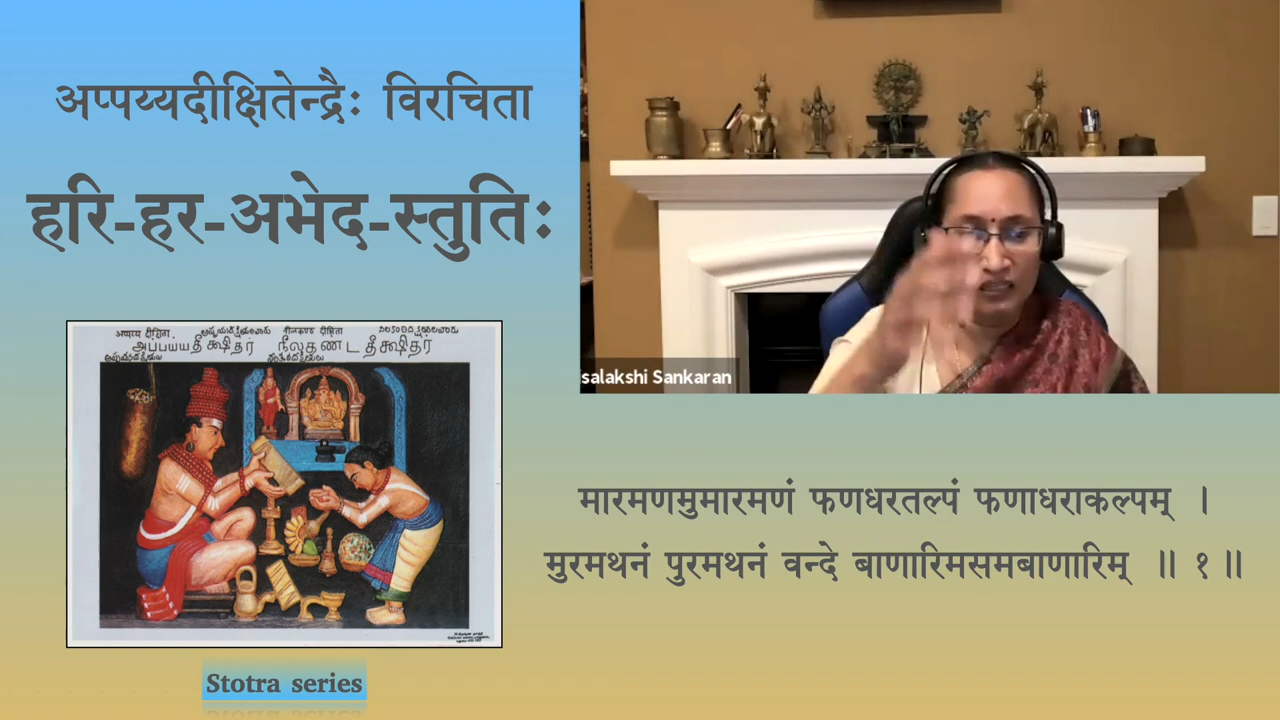 अप्पय्यदीक्षितेन्द्रैः विरचिता
हरि-हर-अभेद-स्तुतिः
अப்பய்ய தீக்ஷிதர் நீலகண்ட தீக்ஷிதர்
salakshi Sankaran
मारमणमुमारमणं फणधरतल्पं फणाधराकल्पम् ।
मुरमथनं पुरमथनं वन्दे बाणारिमसमबाणारिम् ॥ १ ॥
Stotra series